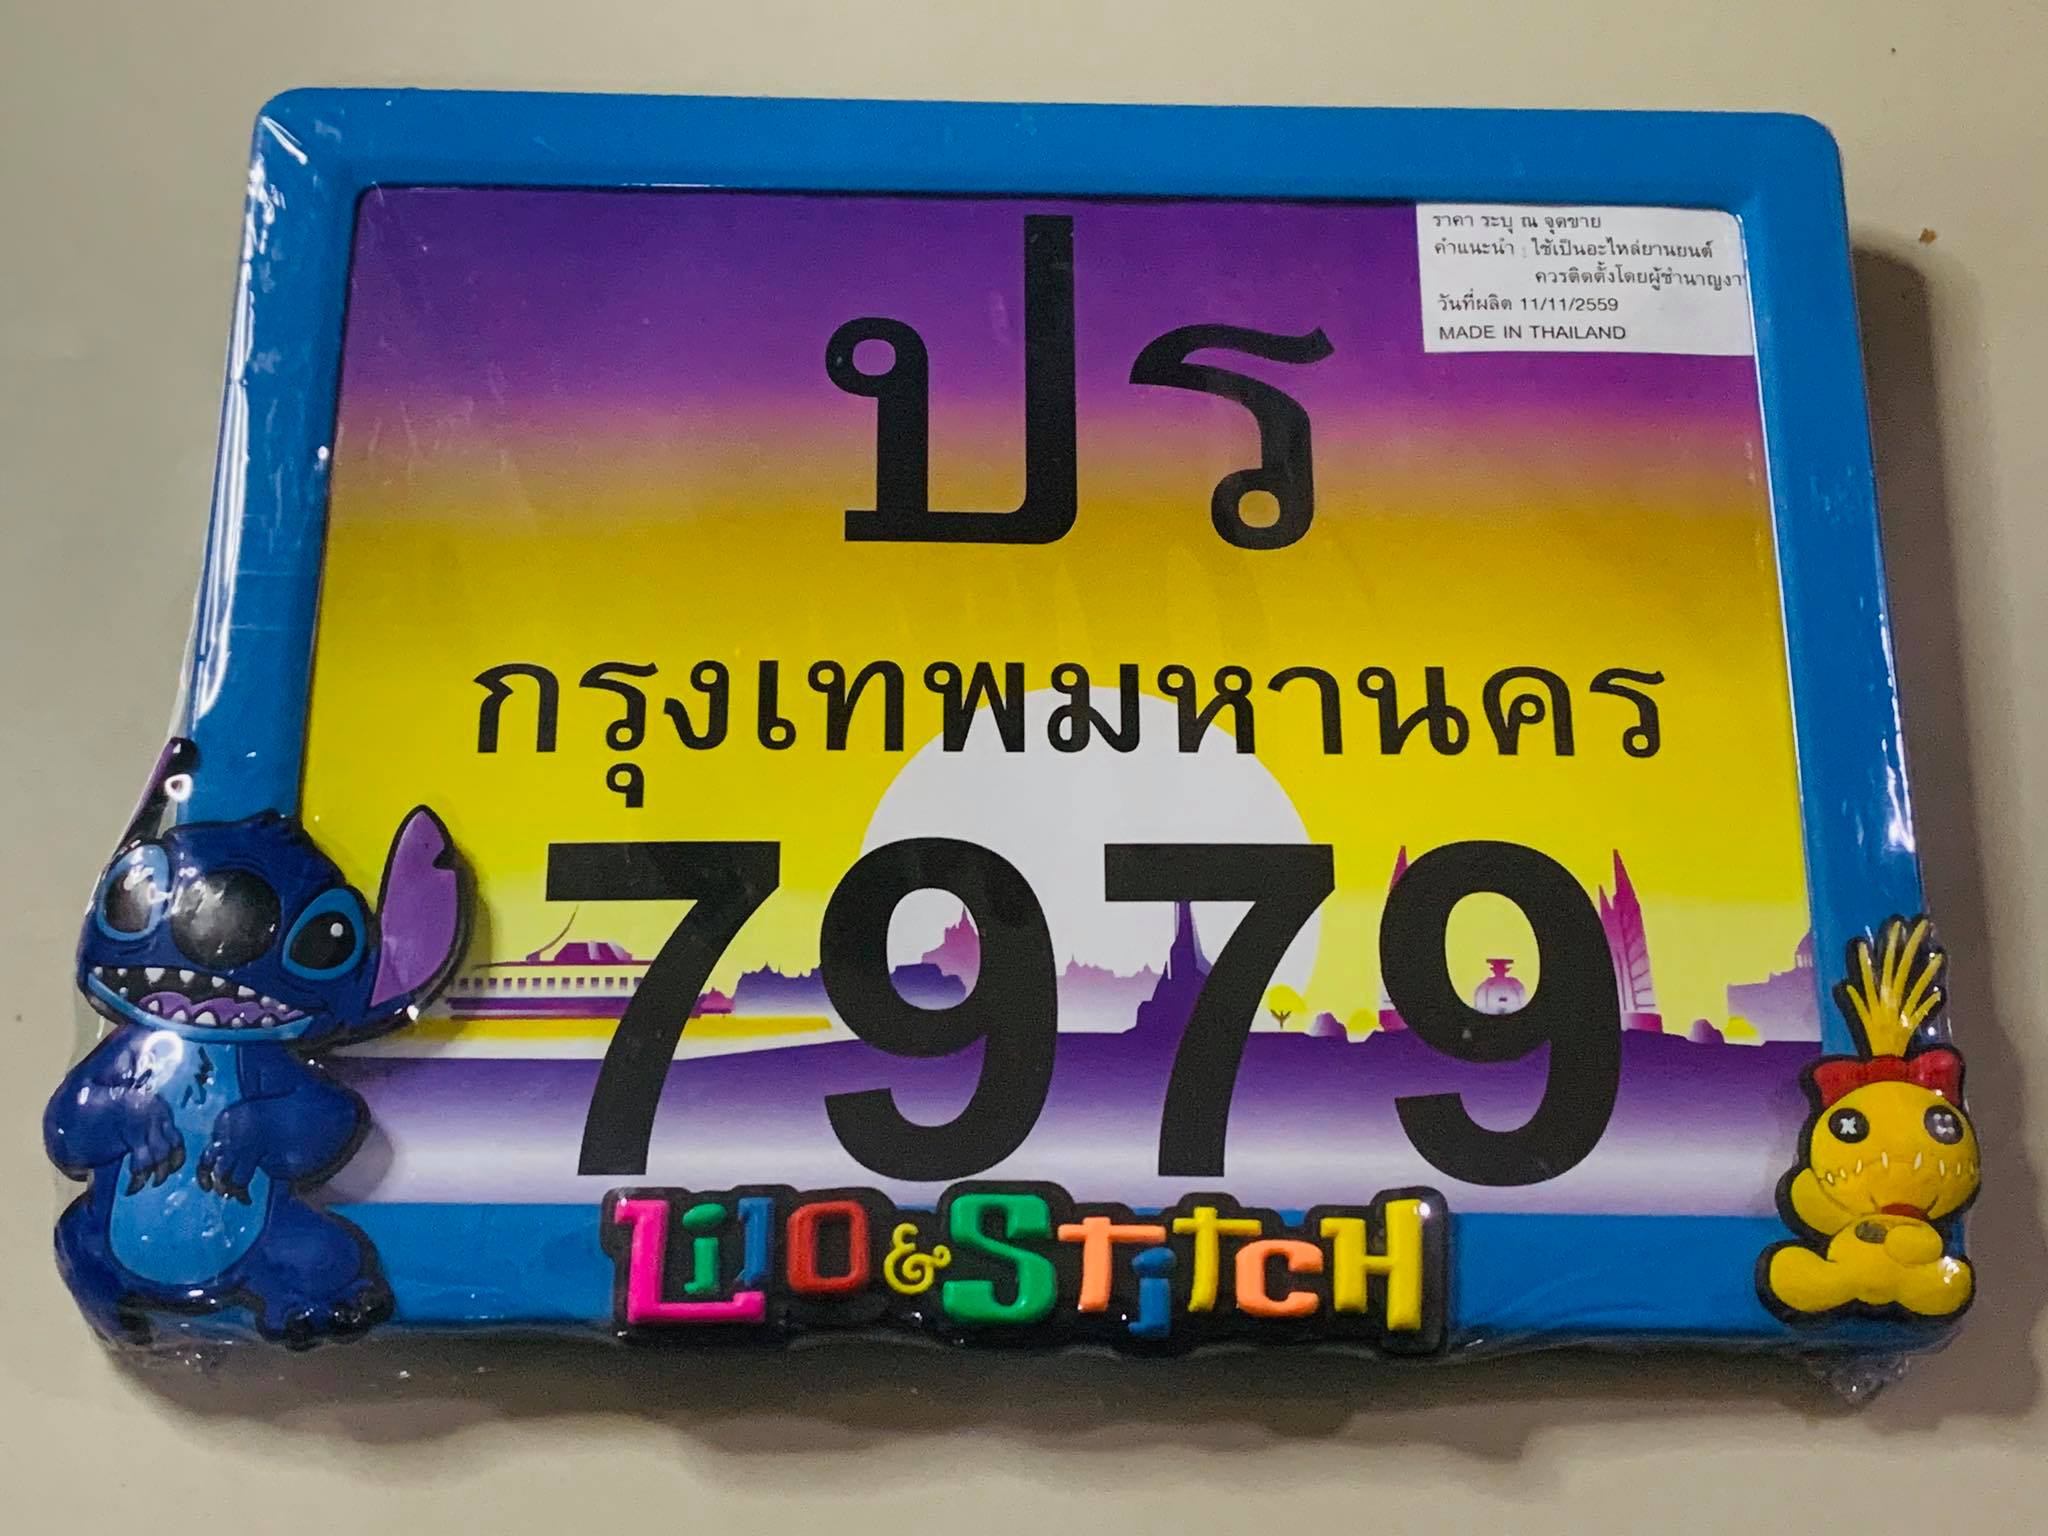 ปร
ราคา ระบุ ณ จุดขาย
คำแนะนำ : ใช้เป็นอะไหล่ยานยนต์
ควรติดตั้งโดยผู้ชำนาญงา
วันที่ผลิต 11/11/2559
MADE IN THAILAND
กรุงเทพมหานคร
7979
LiLO & STiTCH